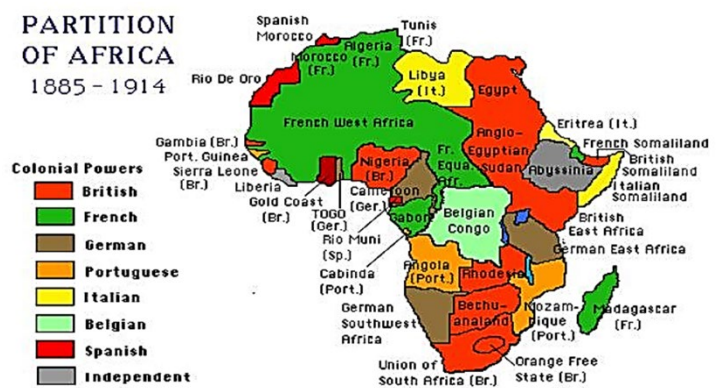 PARTITION
OF AFRICA
1885 - 1914
Colonial Powers
British
French
German
Portuguese
Italian
Belgian
Spanish
Independent
Spanish
Morocco
Tunis
(Fr.)
Morocco
(Fr.)
Algeria
(Fr.)
Libya
(It.)
Egypt
Rio De Oro
French West Africa
Anglo-
Egyptian
Sudan
Eritrea (It.)
French Somaliland
British
Somaliland
Italian
Somaliland
Abyssinia
Gambia (Br.)
Port. Guinea
Sierra Leone
(Br.)
Liberia
Gold Coast
(Br.)
TOGO
(Ger.)
Nigeria
(Br.)
Cameroon
(Ger.)
Fr.
Equa.
Afr.
Rio Muni
(Sp.)
Gabon
Cabinda
(Port.)
Belgian
Congo
British
East Africa
German East Africa
Angola
(Port.)
Rhodesia
German
Southwest
Africa
Bechu-
analand
Mozam-
bique
(Port.)
Madagascar
(Fr.)
Union of
South Africa (Br.)
Orange Free
State (Br.)